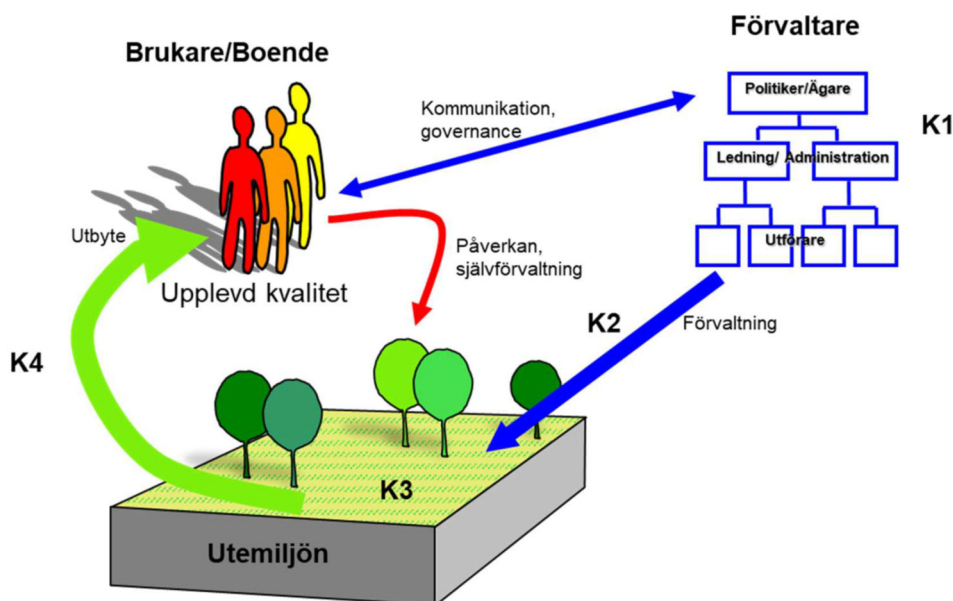 Förvaltare
Brukare/Boende
Politiker/Ägare
Kommunikation,
governance
K1
Ledning/ Administration
Utbyte
Utförare
Påverkan,
självförvaltning
Upplevd kvalitet
K2
Förvaltning
K4
K3
Utemiljön